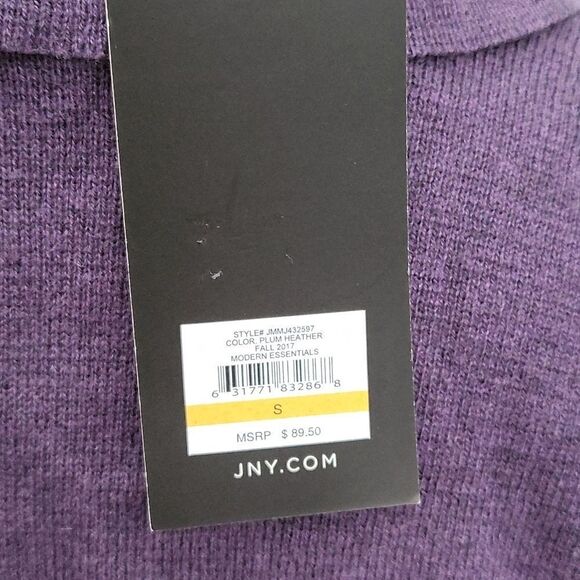 STYLE# JMMJ432597
COLOR. PLUM HEATHER
FALL 2017
MODERN ESSENTIALS
6 31771 83286 8
S
MSRP $ 89.50
JNY.COM